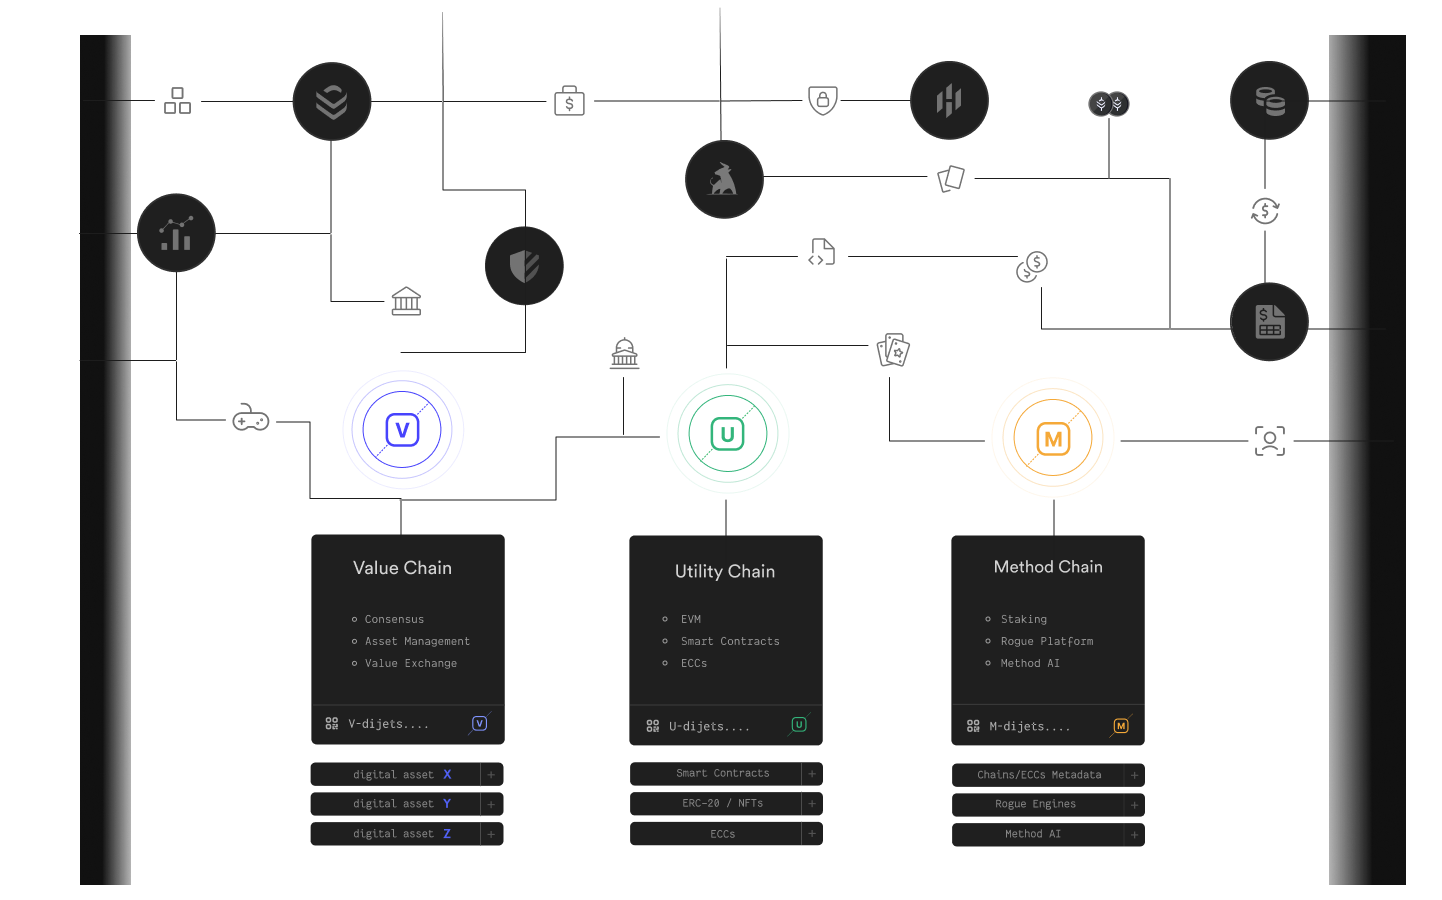 V
U
M
Value Chain
Consensus
Asset Management
Value Exchange
V-dijets....
V
digital asset X
digital asset Y
digital asset Z
Utility Chain
EVM
Smart Contracts
ECCs
U-dijets....
U
Smart Contracts
ERC-20 / NFTs
ECCs
Method Chain
Staking
Rogue Platform
Method AI
M-dijets....
M
Chains/ECCs Metadata
Rogue Engines
Method AI